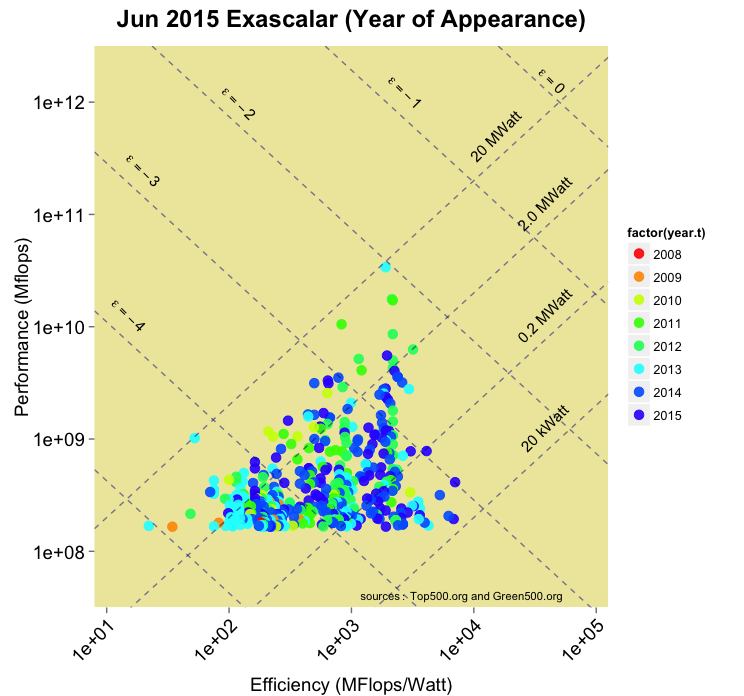 Jun 2015 Exascalar (Year of Appearance)
Performance (Mflops)
1e+12
1e+11
1e+10
1e+09
1e+08
ε = − 4
ε = − 3
ε = − 2
ε = − 1
ε = 0
20 MWatt
2.0 MWatt
0.2 MWatt
20 kWatt
sources : Top500.org and Green500.org
1e+01
1e+02
1e+03
1e+04
1e+05
Efficiency (MFlops/Watt)
factor(year.t)
2008
2009
2010
2011
2012
2013
2014
2015